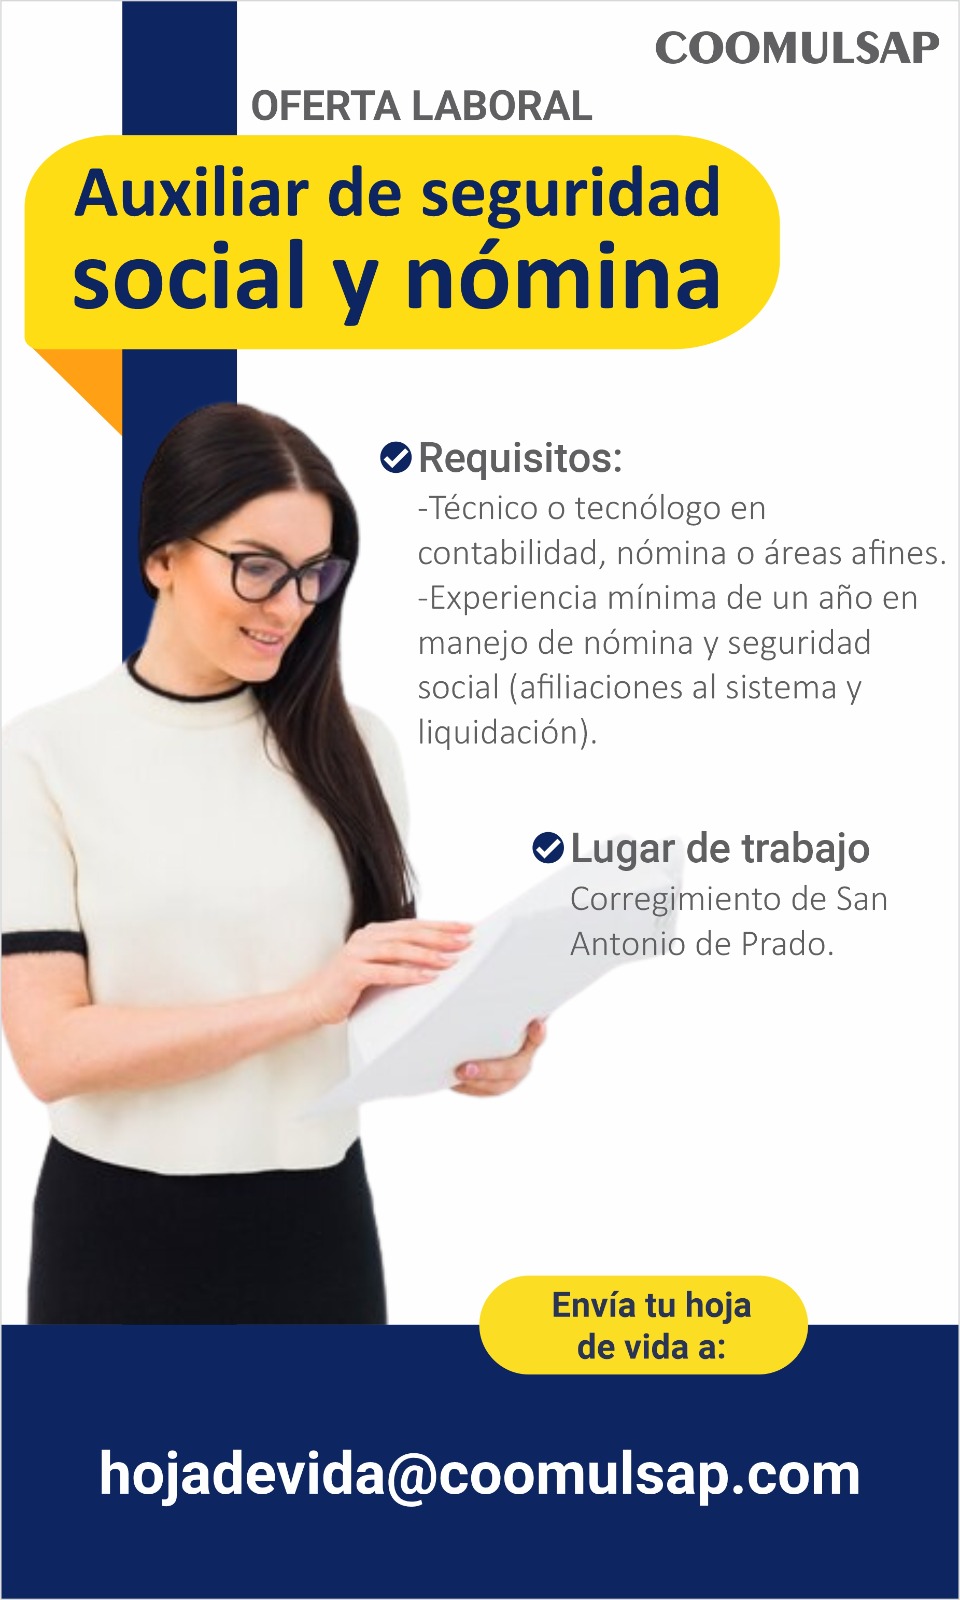 COOMULSAP
OFERTA LABORAL
Auxiliar de seguridad
social y nómina
Requisitos:
-Técnico o tecnólogo en
contabilidad, nómina o áreas afines.
-Experiencia mínima de un año en
manejo de nómina y seguridad
social (afiliaciones al sistema y
liquidación).
Lugar de trabajo
Corregimiento de San
Antonio de Prado.
Envía tu hoja
de vida a:
hojadevida@coomulsap.com